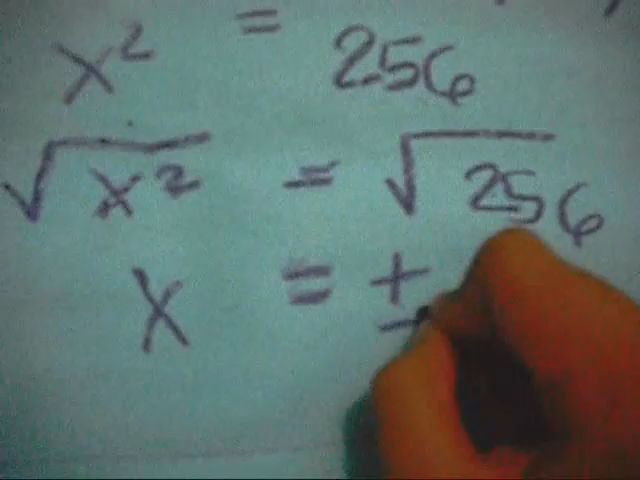 x² = 256
√x² = √256
x = ±